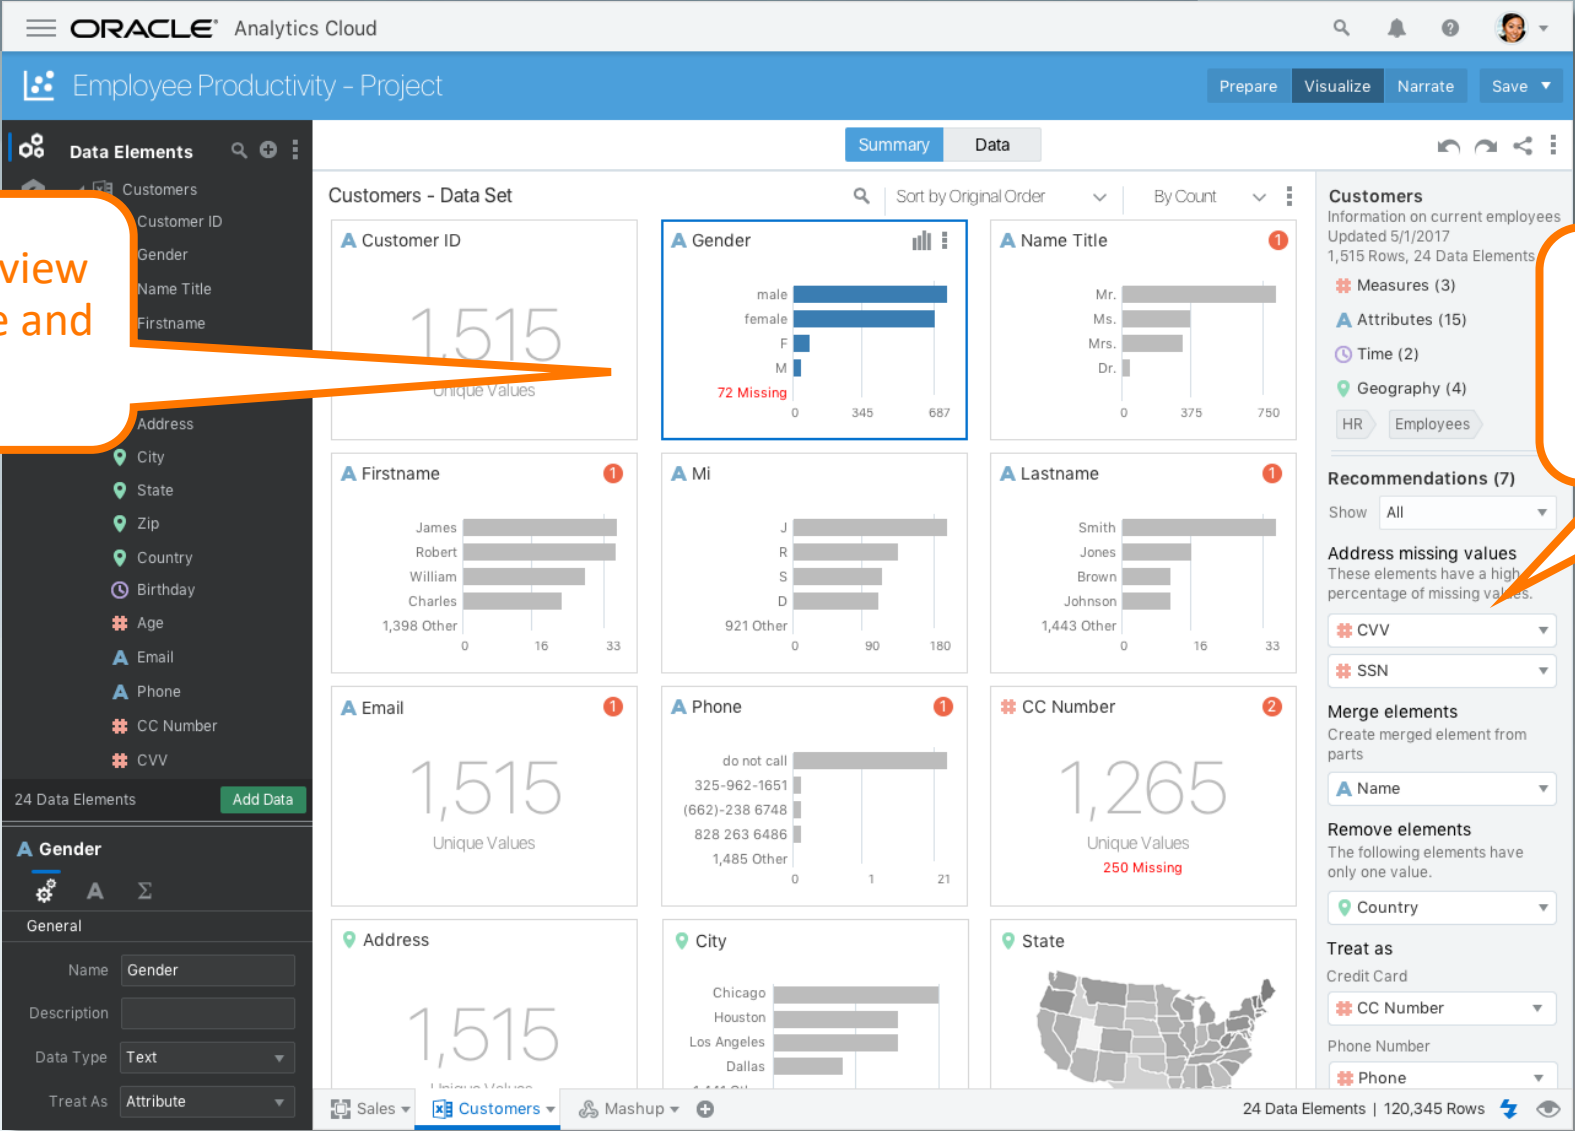 ORACLE® Analytics Cloud
Employee Productivity - Project
Prepare
Visualize
Narrate
Save
Data Elements
Customers
Customer ID
Gender
Name Title
Firstname
Address
City
State
Zip
Country
Birthday
Age
Email
Phone
CC Number
CVV
24 Data Elements
Add Data
view
and
A Gender
A
Σ
General
Name
Gender
Description
Data Type
Text
Treat As
Attribute
Summary
Data
Customers - Data Set
Sort by Original Order
By Count
A Customer ID
1,515
Unique Values
A Gender
male
female
F
M
72 Missing
0 345 687
A Name Title
1
Mr.
Ms.
Mrs.
Dr.
0 375 750
A Firstname
1
James
Robert
William
Charles
1,398 Other
0 16 33
A Mi
J
R
S
D
921 Other
0 90 180
A Lastname
1
Smith
Jones
Brown
Johnson
1,443 Other
0 16 33
A Email
1
1,515
Unique Values
A Phone
1
do not call
325-962-1651
(662)-238 6748
828 263 6486
1,485 Other
0 1 21
# CC Number
2
1,265
Unique Values
250 Missing
Address
1,515
City
Chicago
Houston
Los Angeles
Dallas
State
Customers
Information on current employees
Updated 5/1/2017
1,515 Rows, 24 Data Elements
# Measures (3)
A Attributes (15)
Time (2)
Geography (4)
HR
Employees
Recommendations (7)
Show
All
Address missing values
These elements have a high
percentage of missing values.
# CVV
# SSN
Merge elements
Create merged element from
parts
A Name
Remove elements
The following elements have
only one value.
Country
Treat as
Credit Card
# CC Number
Phone Number
# Phone
Sales
Customers
Mashup
24 Data Elements | 120,345 Rows